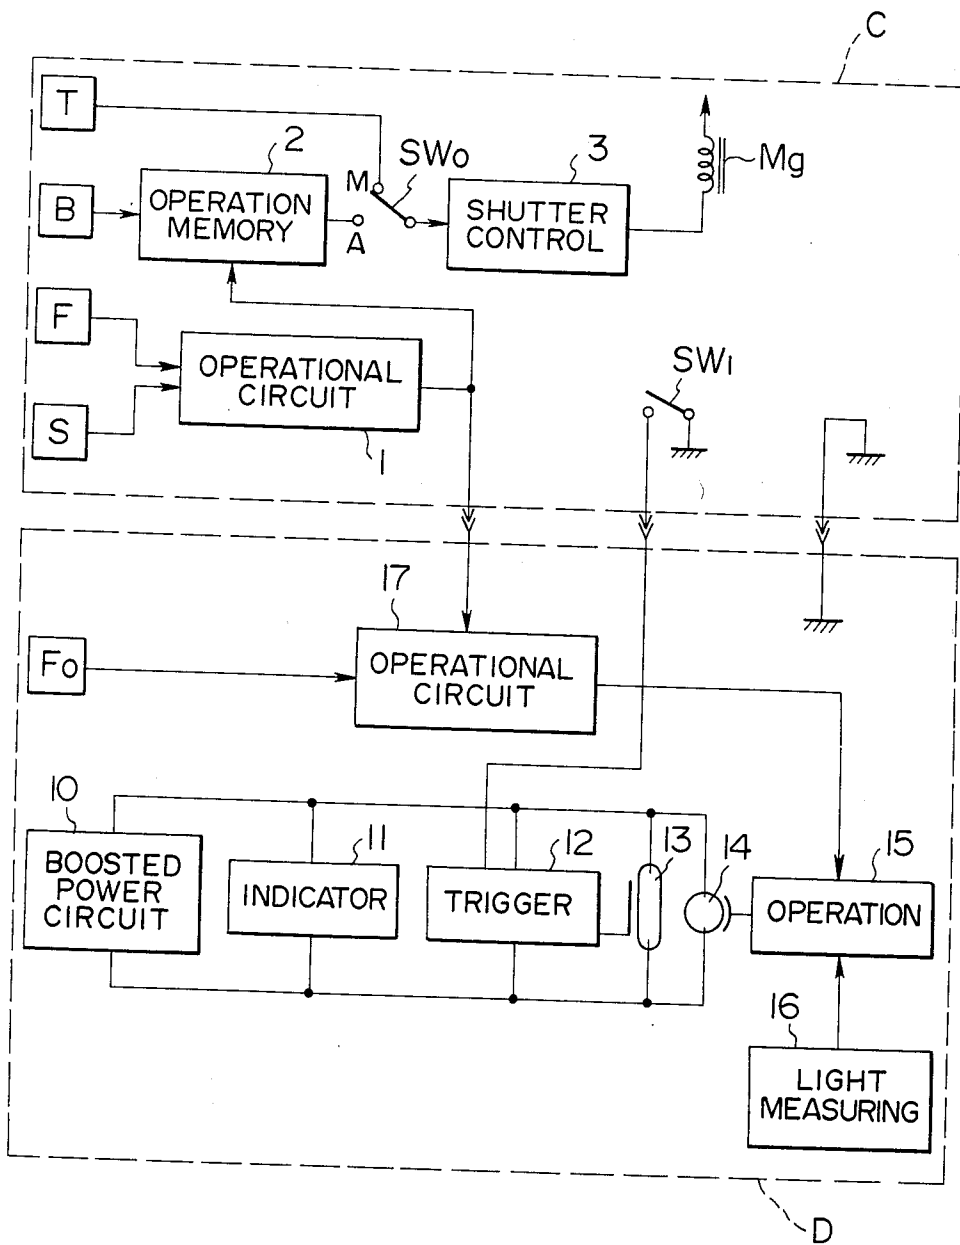 C
T
2
SW0
3
Mg
M
B
OPERATION
MEMORY
A
SHUTTER
CONTROL
F
OPERATIONAL
CIRCUIT
SW1
S
1
17
Fo
OPERATIONAL
CIRCUIT
10
11
12
13
14
15
BOOSTED
POWER
CIRCUIT
INDICATOR
TRIGGER
OPERATION
16
LIGHT
MEASURING
D